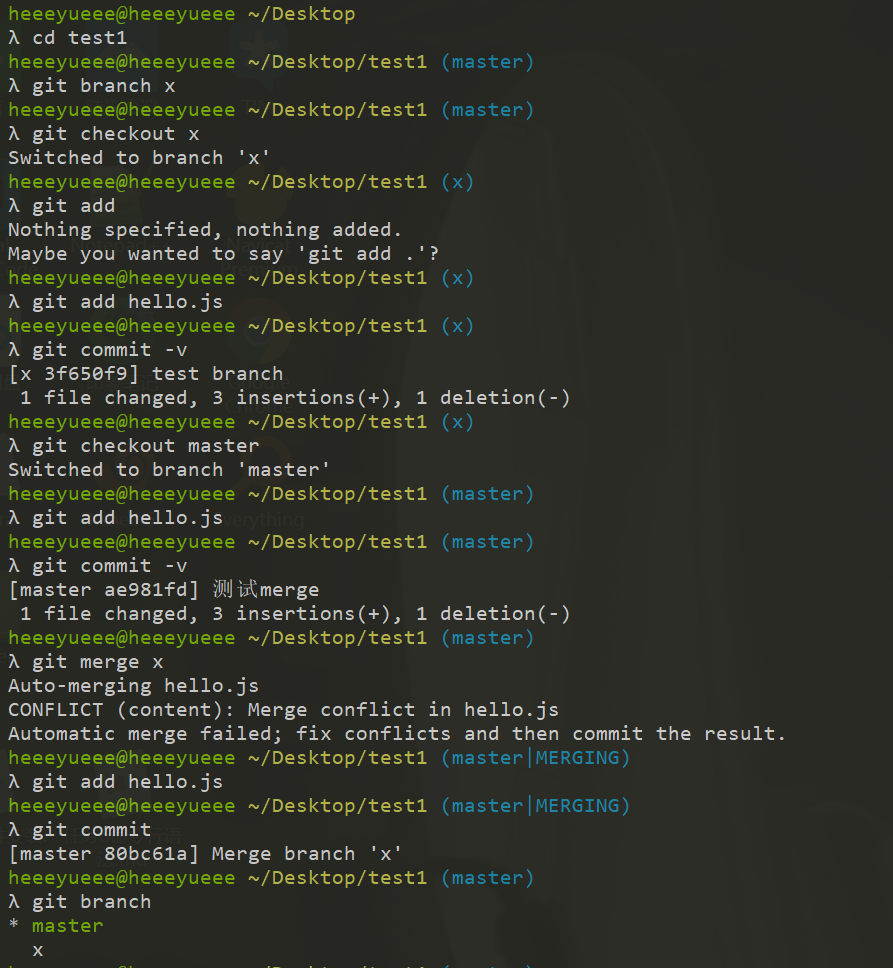 heeeyueee@heeeyueee ~/Desktop
λ cd test1
heeeyueee@heeeyueee ~/Desktop/test1 (master)
λ git branch x
heeeyueee@heeeyueee ~/Desktop/test1 (master)
λ git checkout x
Switched to branch 'x'
heeeyueee@heeeyueee ~/Desktop/test1 (x)
λ git add
Nothing specified, nothing added.
Maybe you wanted to say 'git add .'?
heeeyueee@heeeyueee ~/Desktop/test1 (x)
λ git add hello.js
heeeyueee@heeeyueee ~/Desktop/test1 (x)
λ git commit -v
[x 3f650f9] test branch
 1 file changed, 3 insertions(+), 1 deletion(-)
heeeyueee@heeeyueee ~/Desktop/test1 (x)
λ git checkout master
Switched to branch 'master'
heeeyueee@heeeyueee ~/Desktop/test1 (master)
λ git add hello.js
heeeyueee@heeeyueee ~/Desktop/test1 (master)
λ git commit -v
[master ae981fd] 测试merge
 1 file changed, 3 insertions(+), 1 deletion(-)
heeeyueee@heeeyueee ~/Desktop/test1 (master)
λ git merge x
Auto-merging hello.js
CONFLICT (content): Merge conflict in hello.js
Automatic merge failed; fix conflicts and then commit the result.
heeeyueee@heeeyueee ~/Desktop/test1 (master|MERGING)
λ git add hello.js
heeeyueee@heeeyueee ~/Desktop/test1 (master|MERGING)
λ git commit
[master 80bc61a] Merge branch 'x'
heeeyueee@heeeyueee ~/Desktop/test1 (master)
λ git branch
* master
  x